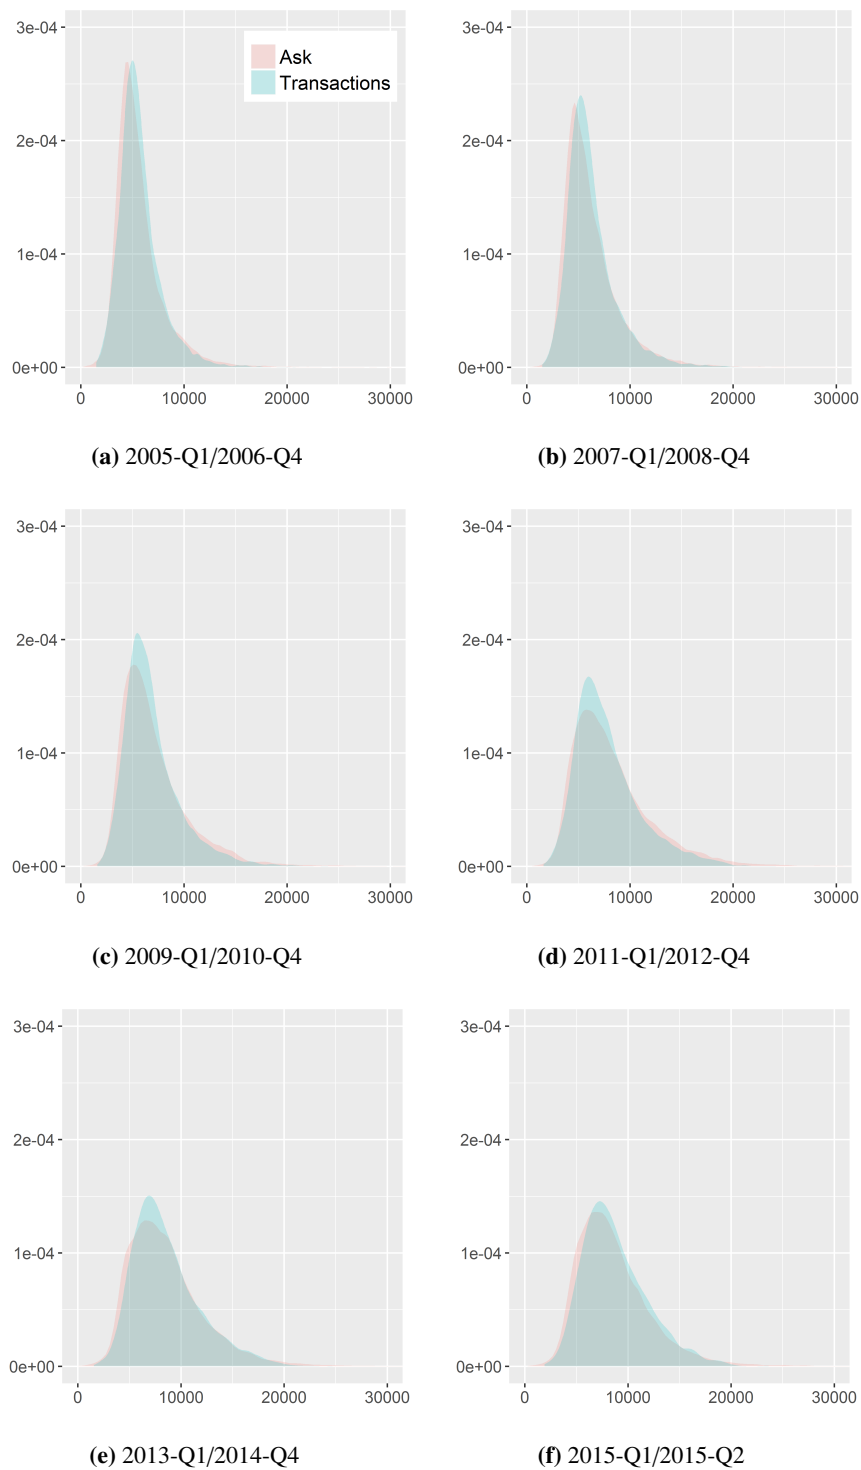 3e-04
2e-04
1e-04
0e+00
0 10000 20000 30000
Ask
Transactions
(a) 2005-Q1/2006-Q4
3e-04
2e-04
1e-04
0e+00
0 10000 20000 30000
(b) 2007-Q1/2008-Q4
3e-04
2e-04
1e-04
0e+00
0 10000 20000 30000
(c) 2009-Q1/2010-Q4
3e-04
2e-04
1e-04
0e+00
0 10000 20000 30000
(d) 2011-Q1/2012-Q4
3e-04
2e-04
1e-04
0e+00
0 10000 20000 30000
(e) 2013-Q1/2014-Q4
3e-04
2e-04
1e-04
0e+00
0 10000 20000 30000
(f) 2015-Q1/2015-Q2